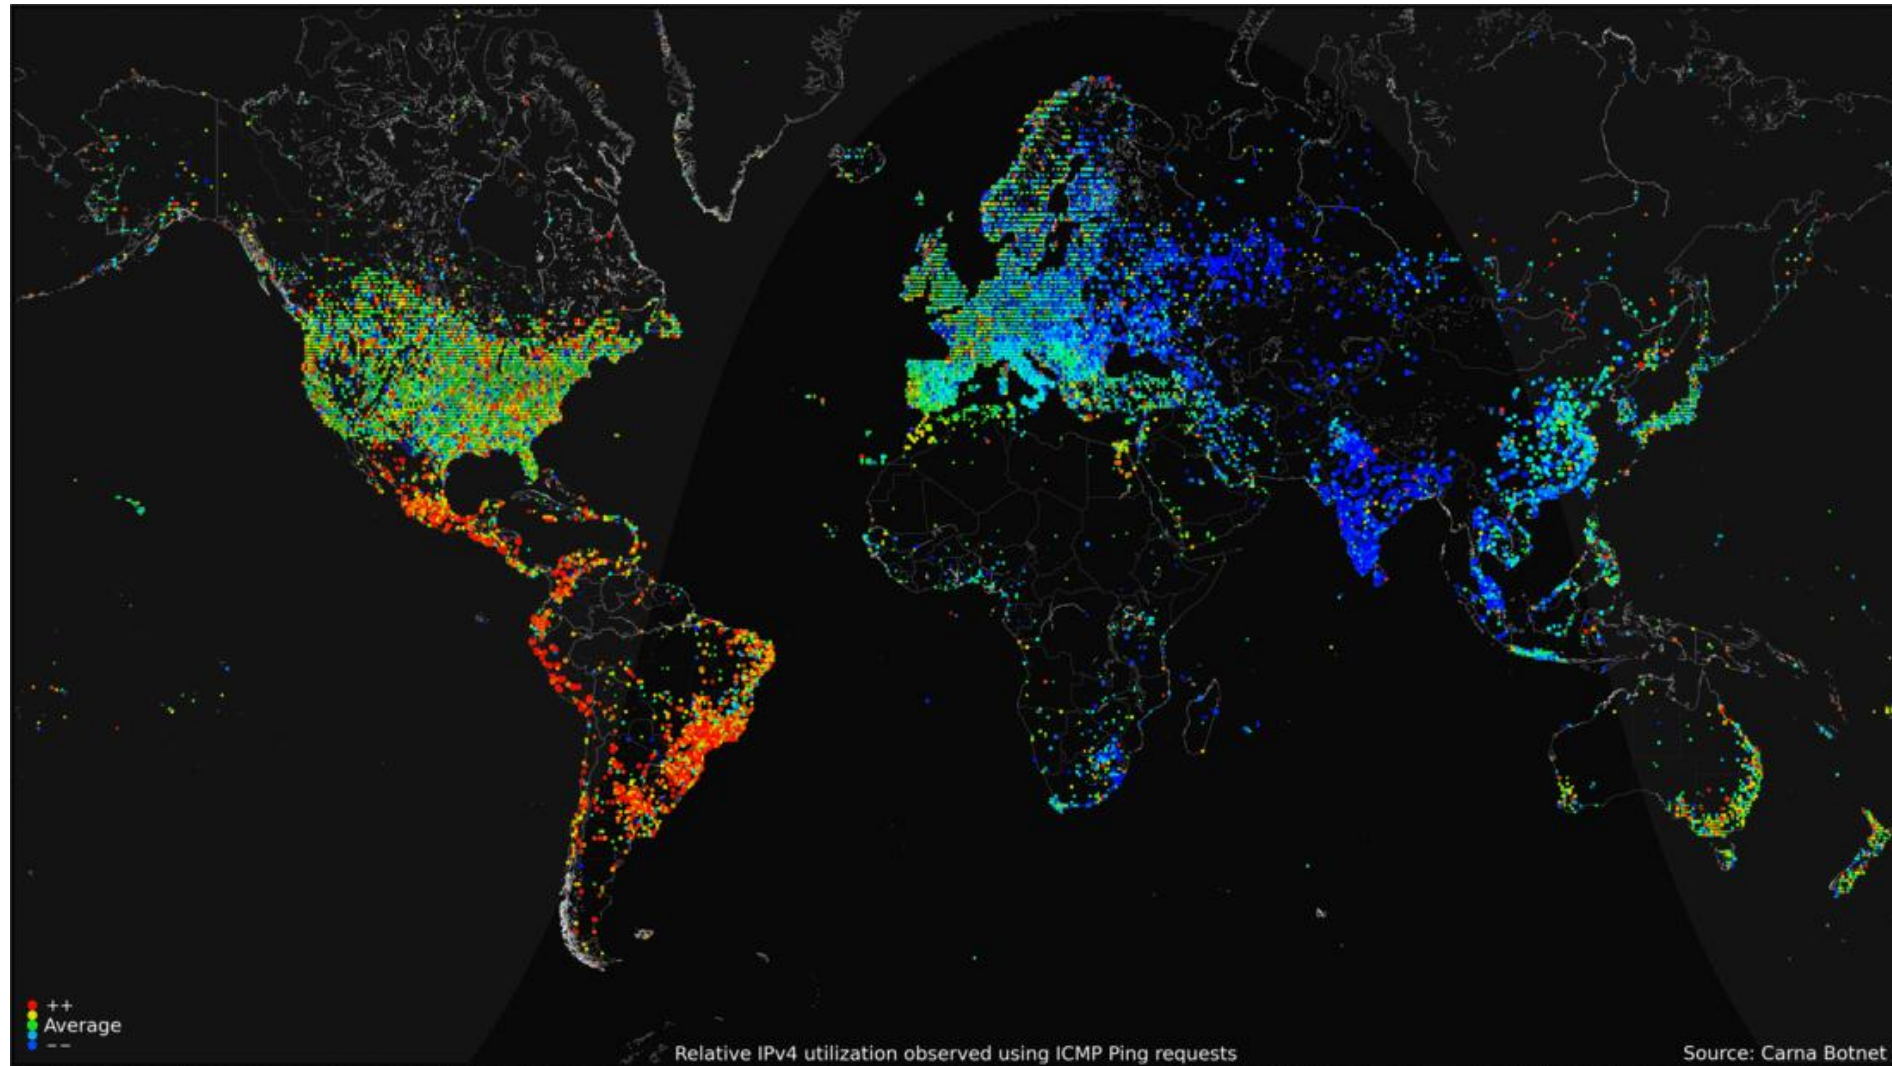 ++
Average
−−
Relative IPv4 utilization observed using ICMP Ping requests
Source: Carna Botnet